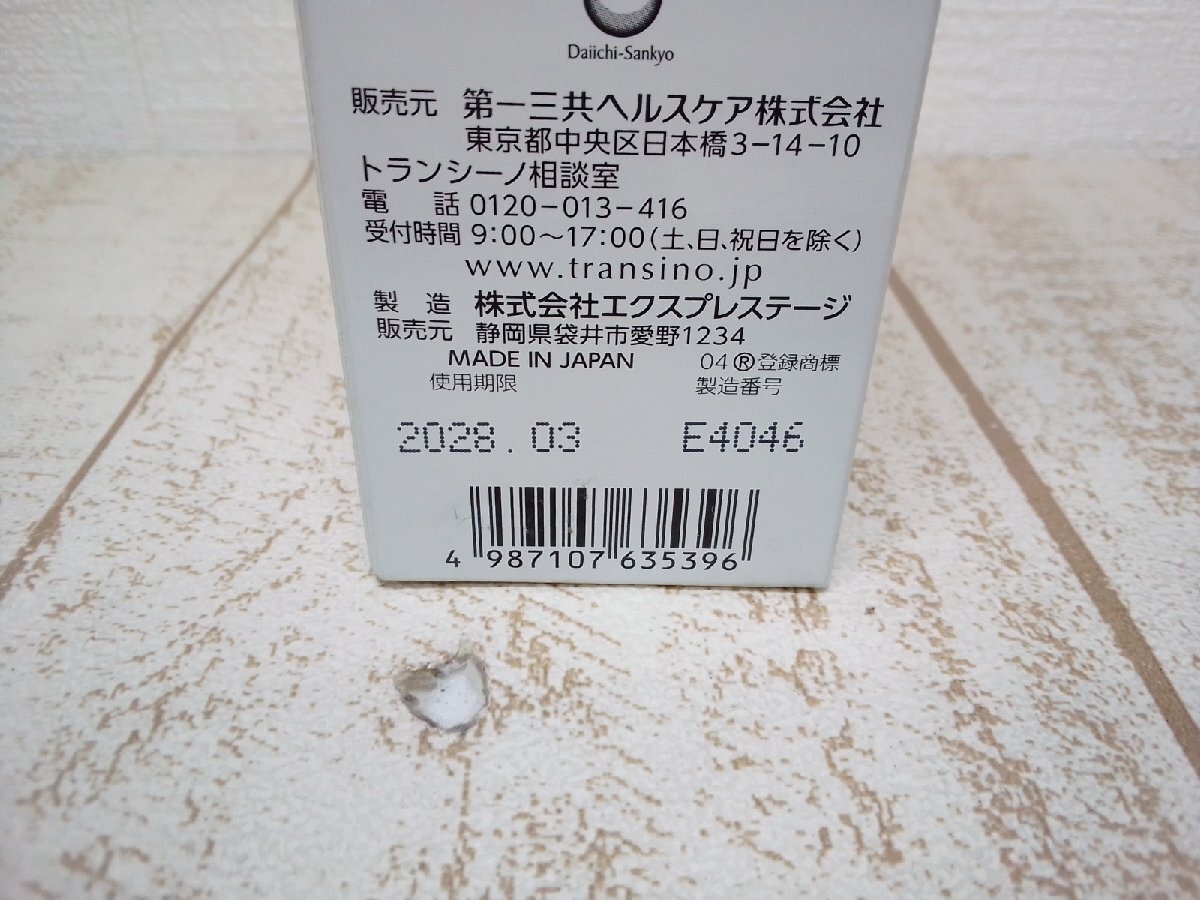 Daiichi-Sankyo
販売元 第一三共ヘルスケア株式会社
東京都中央区日本橋3-14-10
トランシーノ相談室
電 話 0120-013-416
受付時間 9:00〜17:00(土、日、祝日を除く)
www.transino.jp
製 造 株式会社エクスプレステージ
販売元 静岡県袋井市愛野1234
MADE IN JAPAN 04 ®登録商標
使用期限 製造番号
2028.03 E4046
4 987107 635396